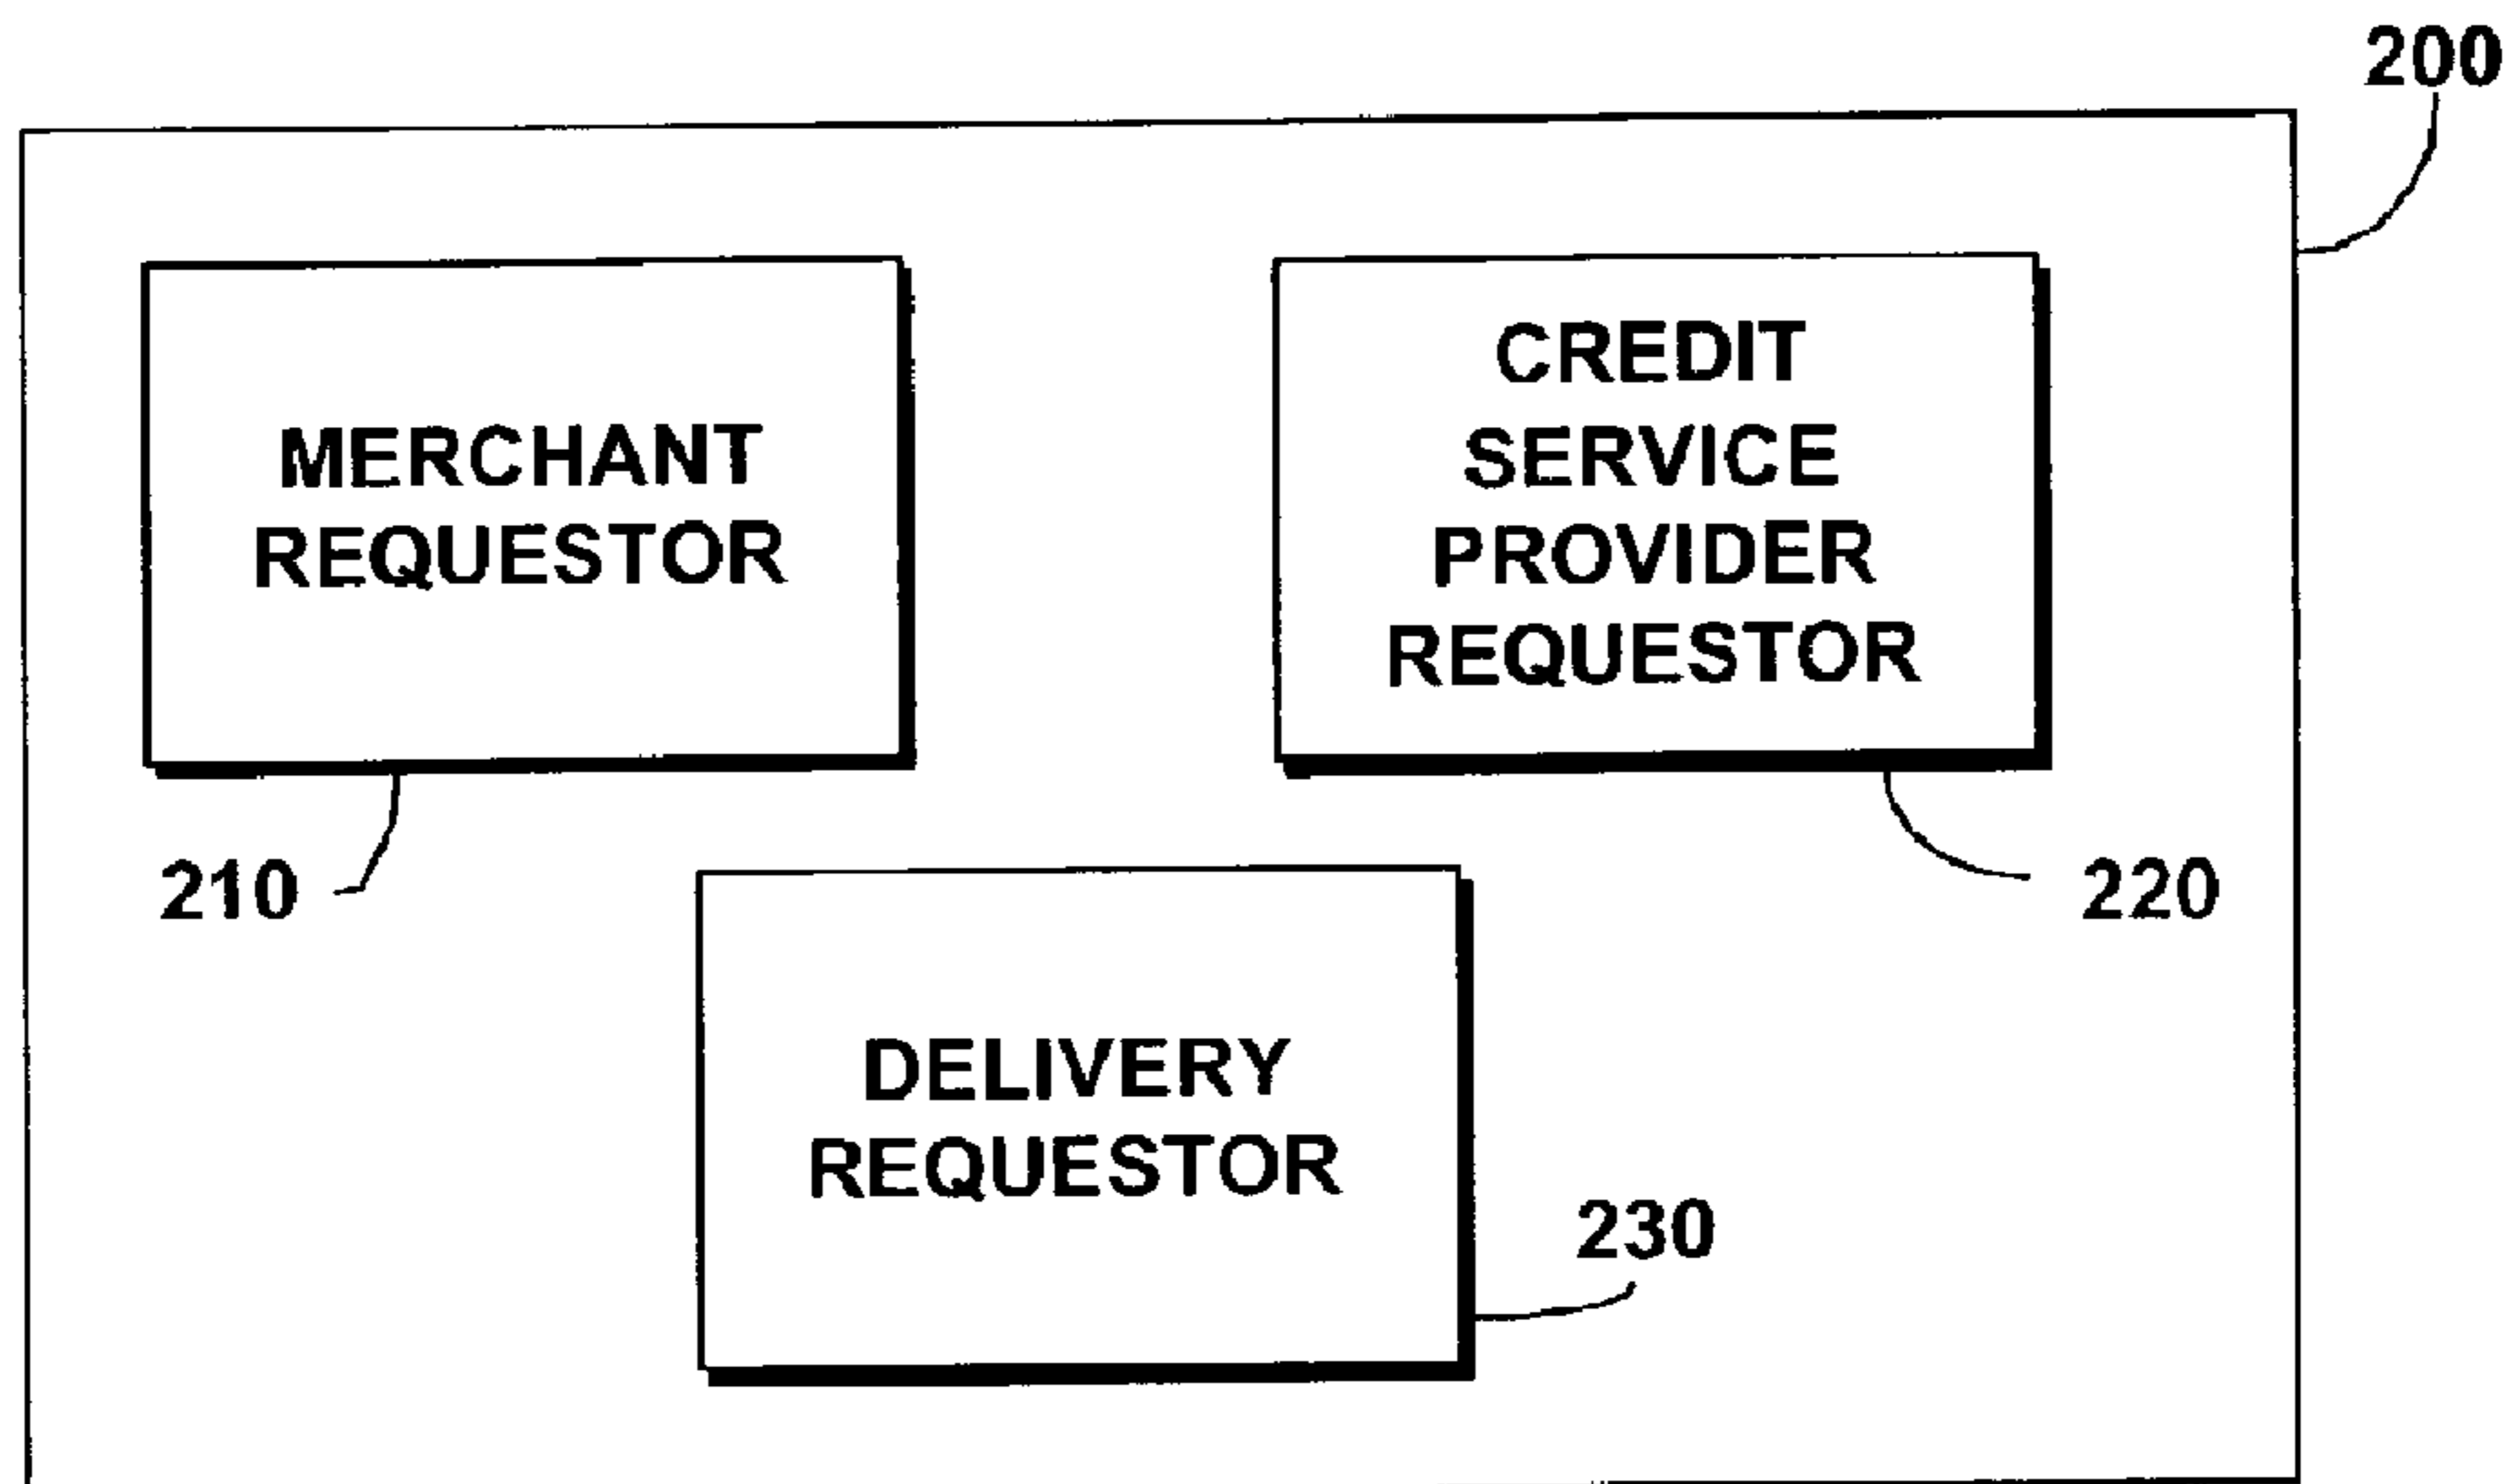 200
MERCHANT
REQUESTOR
CREDIT
SERVICE
PROVIDER
REQUESTOR
210
220
DELIVERY
REQUESTOR
230